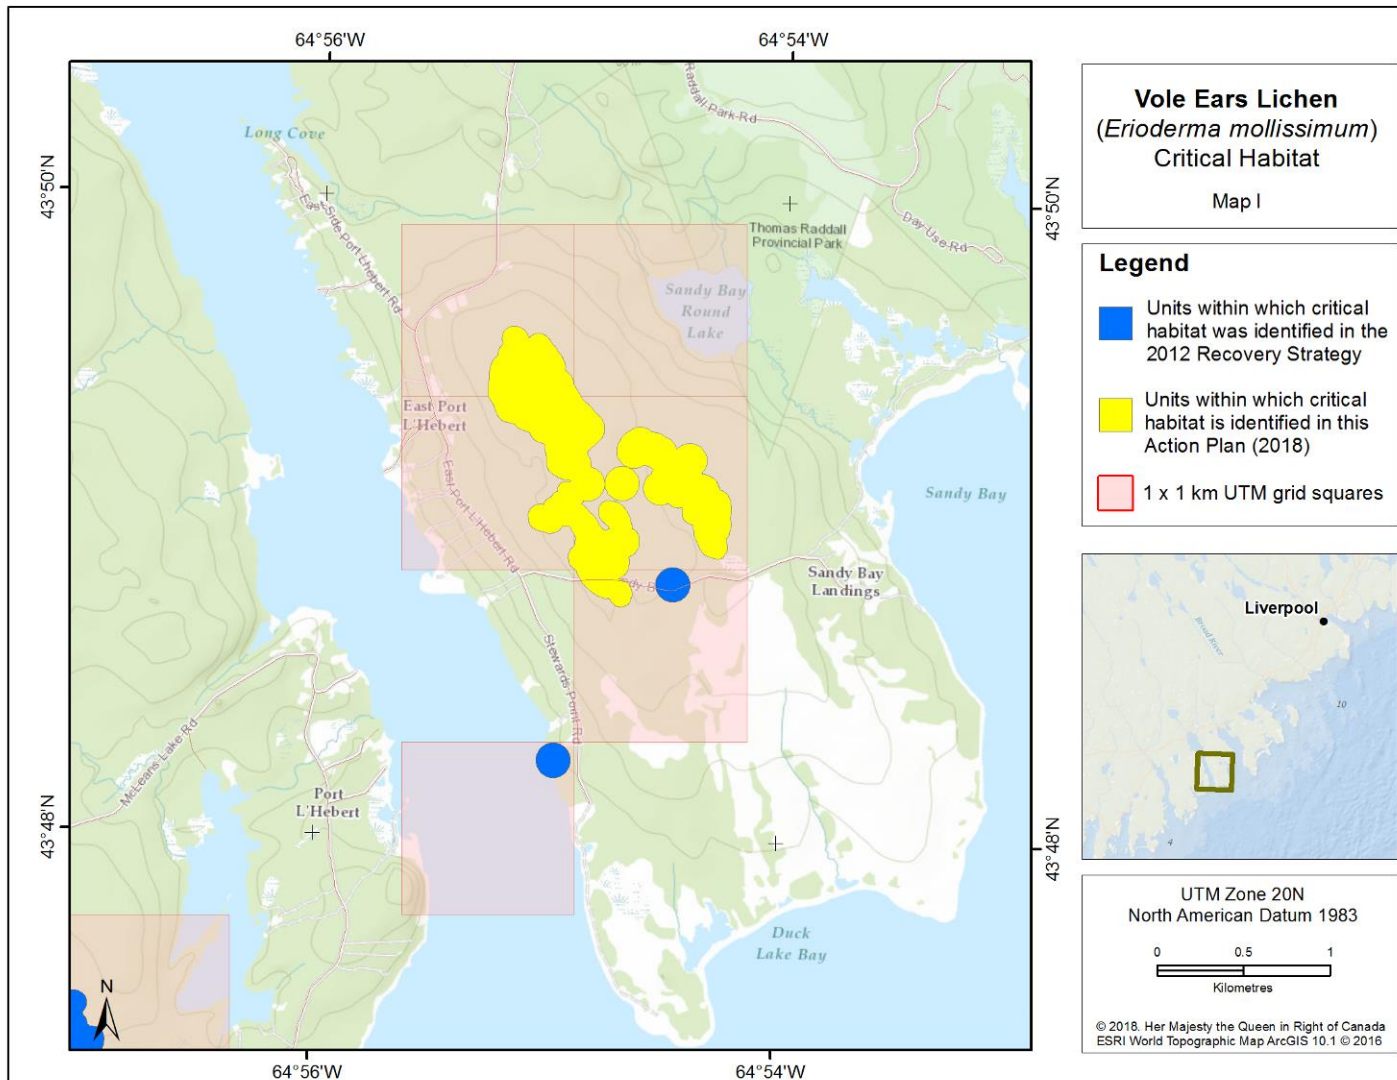 64°56'W
64°54'W
43°50'N
43°50'N
Long Cove
Raddall Park Rd
East Side Port Lhebert Rd
Day Use Rd
Thomas Raddall
Provincial Park
Sandy Bay
Round
Lake
East Port
L'Hebert
East Port L'Hebert Rd
Sandy Bay
Sandy Bay
Landings
Stewards Point Rd
McLeans Lake Rd
Port
L'Hebert
43°48'N
43°48'N
Duck
Lake Bay
N
64°56'W
64°54'W
Vole Ears Lichen
(Erioderma mollissimum)
Critical Habitat
Map I
Legend
Units within which critical
habitat was identified in the
2012 Recovery Strategy
Units within which critical
habitat is identified in this
Action Plan (2018)
1 x 1 km UTM grid squares
Liverpool
Broad River
10
4
UTM Zone 20N
North American Datum 1983
0 0.5 1
Kilometres
© 2018. Her Majesty the Queen in Right of Canada
ESRI World Topographic Map ArcGIS 10.1 © 2016